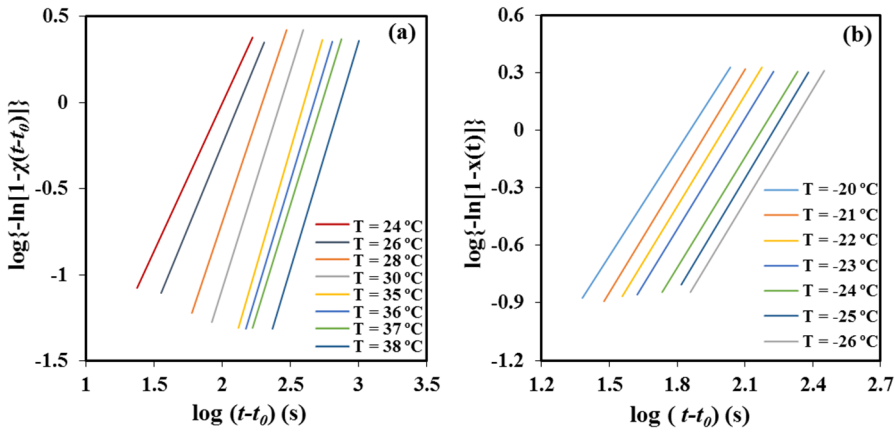 (a)
0.5
0
-0.5
-1
-1.5
1
1.5
2
2.5
3
3.5
log{-ln[1-χ(t-t₀)]}
log (t-t₀) (s)
T = 24 ºC
T = 26 ºC
T = 28 ºC
T = 30 ºC
T = 35 ºC
T = 36 ºC
T = 37 ºC
T = 38 ºC
(b)
0.6
0.3
0
-0.3
-0.6
-0.9
-1.2
1.2
1.5
1.8
2.1
2.4
2.7
log{-ln[1-x(t)]}
log ( t-t₀) (s)
T = -20 ºC
T = -21 ºC
T = -22 ºC
T = -23 ºC
T = -24 ºC
T = -25 ºC
T = -26 ºC